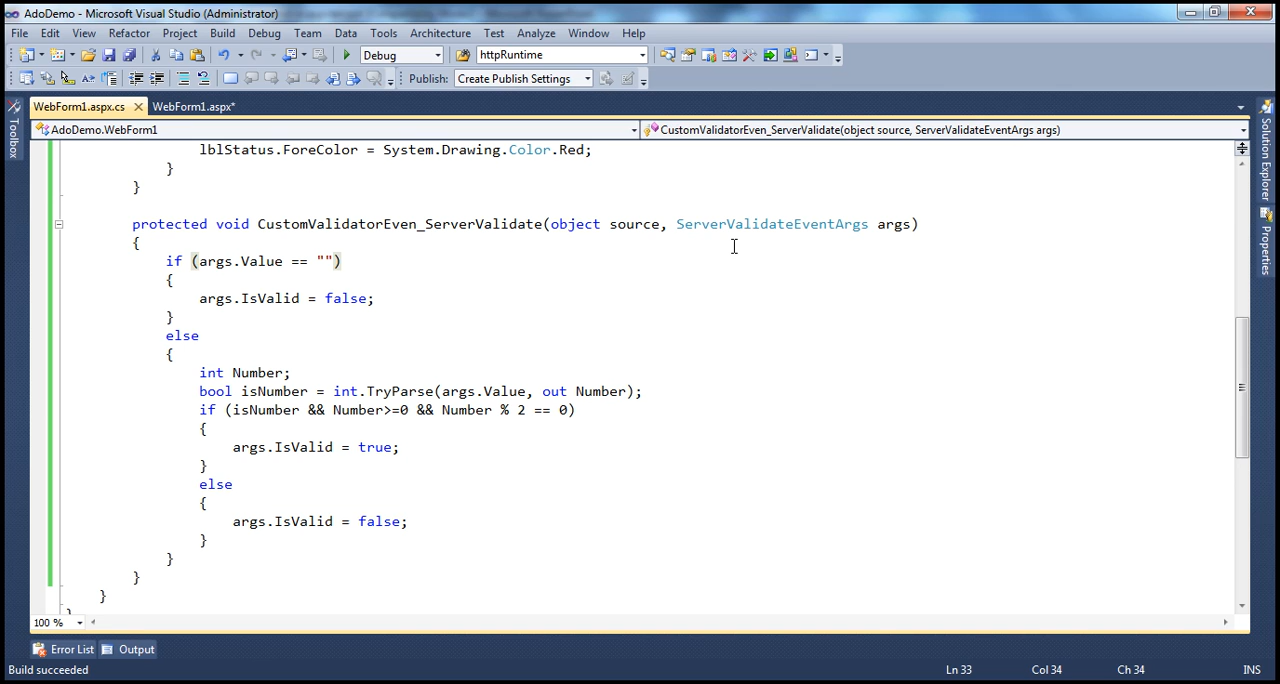 AdoDemo - Microsoft Visual Studio (Administrator)
File Edit View Refactor Project Build Debug Team Data Tools Architecture Test Analyze Window Help
Debug httpRuntime
Publish: Create Publish Settings
WebForm1.aspx.cs WebForm1.aspx*
AdoDemo.WebForm1 CustomValidatorEven_ServerValidate(object source, ServerValidateEventArgs args)
Toolbox
Solution Explorer
Properties
lblStatus.ForeColor = System.Drawing.Color.Red;
}
}
protected void CustomValidatorEven_ServerValidate(object source, ServerValidateEventArgs args)
{
if (args.Value == "")
{
args.IsValid = false;
}
else
{
int Number;
bool isNumber = int.TryParse(args.Value, out Number);
if (isNumber && Number>=0 && Number % 2 == 0)
{
args.IsValid = true;
}
else
{
args.IsValid = false;
}
}
}
}
}
100 %
Error List Output
Build succeeded Ln 33 Col 34 Ch 34 INS